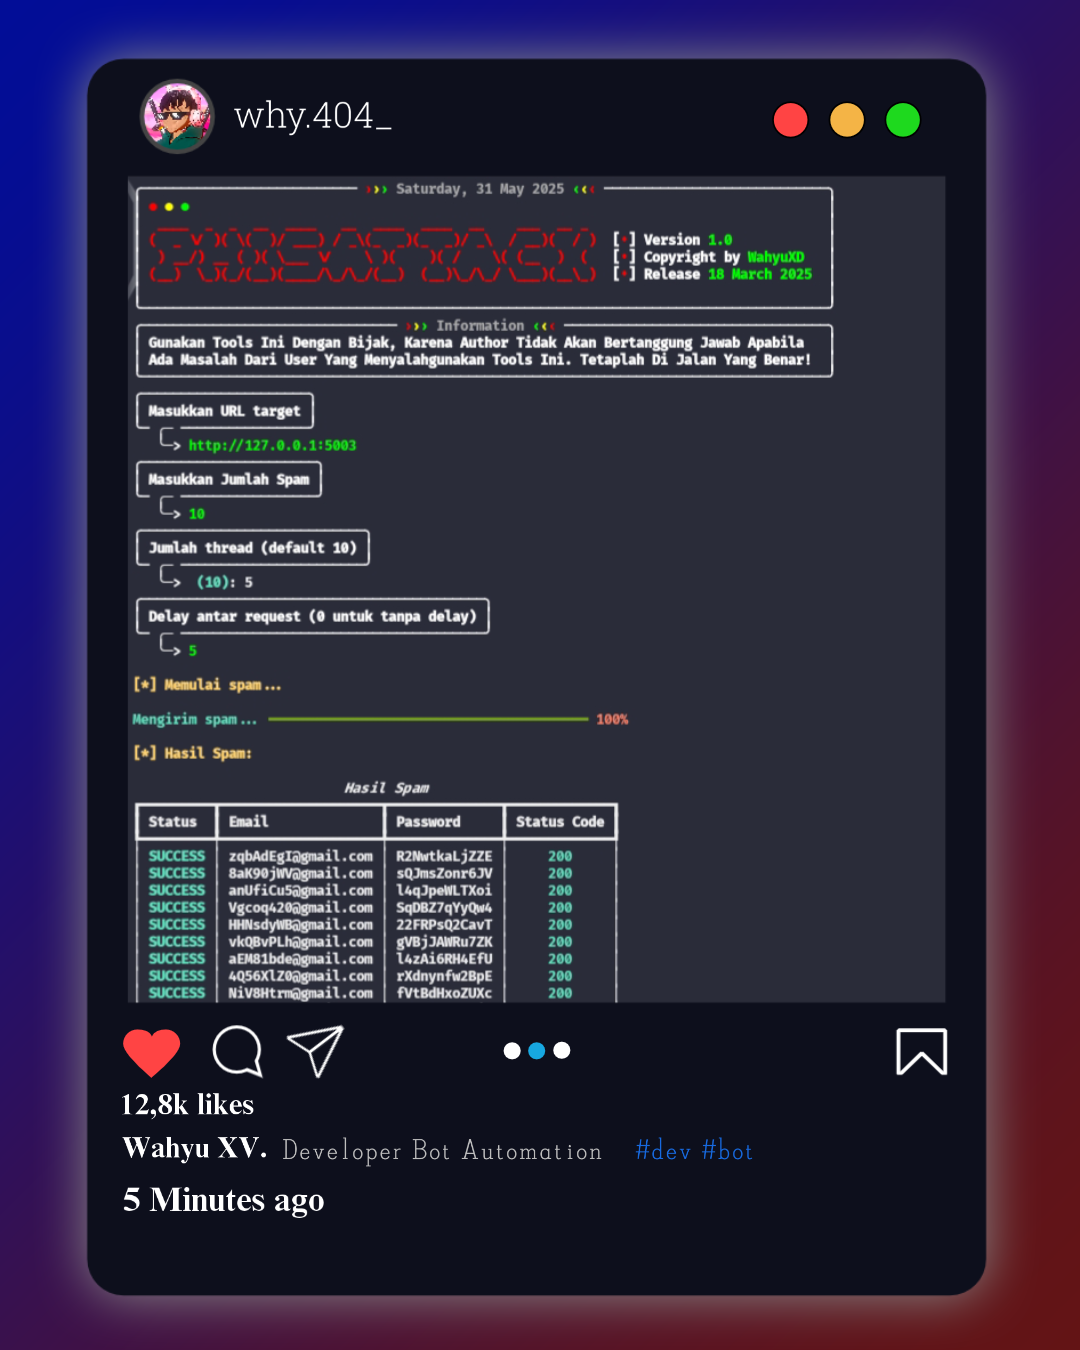 why.404_
››› Saturday, 31 May 2025 ‹‹‹
[*] Version 1.0
[*] Copyright by WahyuXD
[*] Release 18 March 2025
››› Information ‹‹‹
Gunakan Tools Ini Dengan Bijak, Karena Author Tidak Akan Bertanggung Jawab Apabila
Ada Masalah Dari User Yang Menyalahgunakan Tools Ini. Tetaplah Di Jalan Yang Benar!
Masukkan URL target
http://127.0.0.1:5003
Masukkan Jumlah Spam
10
Jumlah thread (default 10)
(10): 5
Delay antar request (0 untuk tanpa delay)
5
[*] Memulai spam...
Mengirim spam... 100%
[*] Hasil Spam:
Hasil Spam
Status Email Password Status Code
SUCCESS zqbAdEgI@gmail.com R2NwtkaLjZZE 200
SUCCESS 8aK90jWV@gmail.com sQJmsZonr6JV 200
SUCCESS anUfiCu5@gmail.com l4qJpeWLTXoi 200
SUCCESS Vgcoq420@gmail.com SqDBZ7qYyQw4 200
SUCCESS HHNsdyWB@gmail.com 22FRPsQ2CavT 200
SUCCESS vkQBvPLh@gmail.com gVBjJAWRu7ZK 200
SUCCESS aEM81bde@gmail.com l4zAi6RH4EfU 200
SUCCESS 4Q56XlZ0@gmail.com rXdnynfw2BpE 200
SUCCESS NiV8Htrm@gmail.com fVtBdHxoZUXc 200
12,8k likes
Wahyu XV. Developer Bot Automation #dev #bot
5 Minutes ago